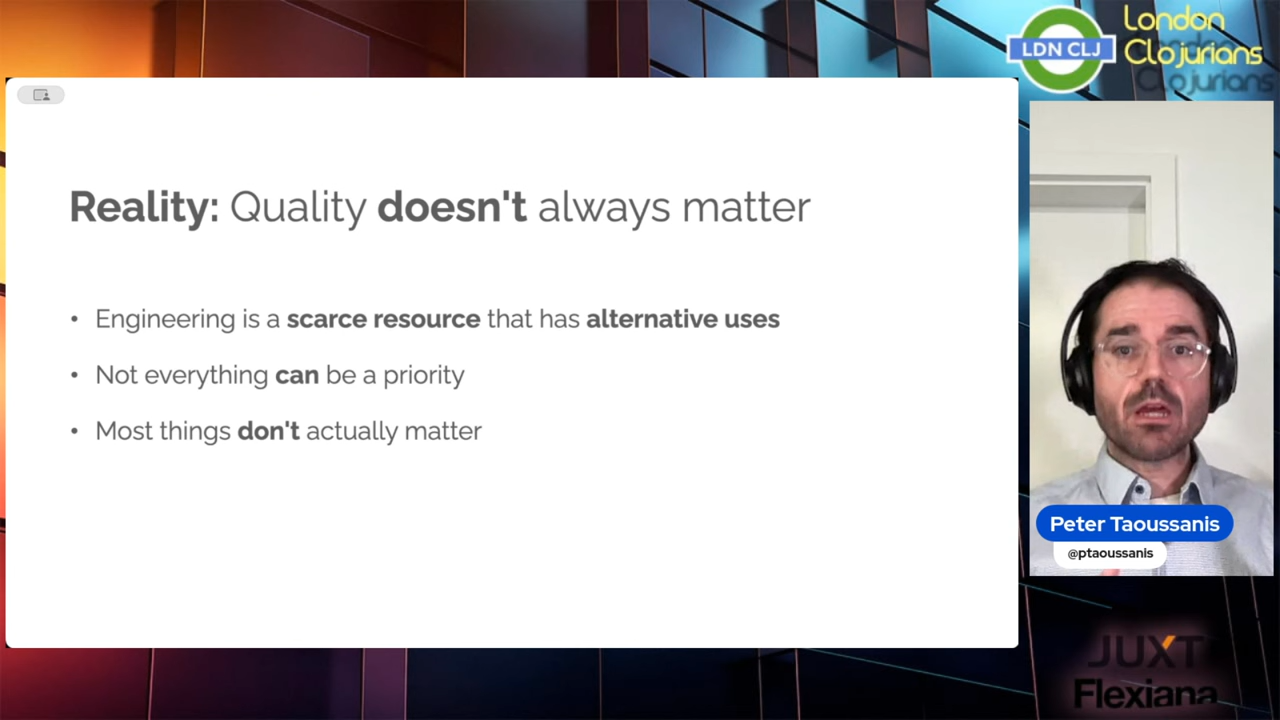 London
Clojurians
LDN CLJ
Reality: Quality doesn't always matter
• Engineering is a scarce resource that has alternative uses
• Not everything can be a priority
• Most things don't actually matter
Peter Taoussanis
@ptaoussanis
JUXT
Flexiana